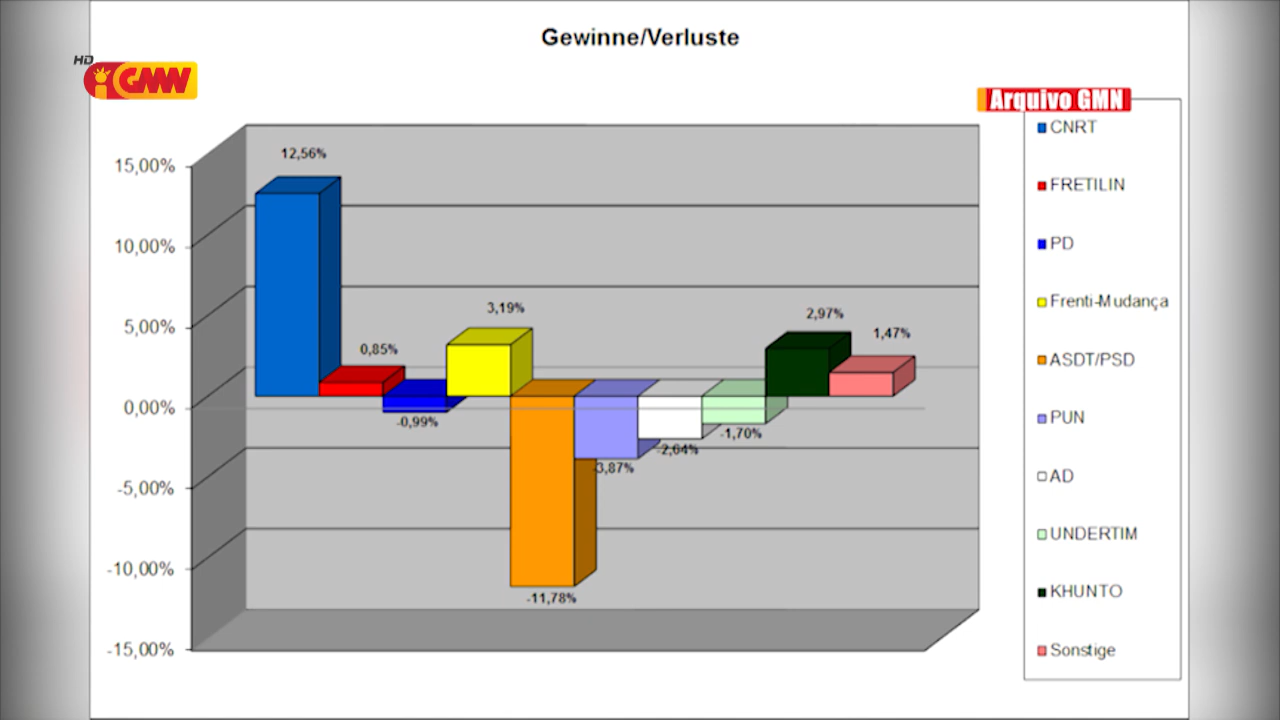 Gewinne/Verluste
HD
GMN
Arquivo GMN
15,00%
10,00%
5,00%
0,00%
-5,00%
-10,00%
-15,00%
12,56%
0,85%
-0,99%
3,19%
-11,78%
-3,87%
-2,64%
-1,70%
2,97%
1,47%
CNRT
FRETILIN
PD
Frenti-Mudança
ASDT/PSD
PUN
AD
UNDERTIM
KHUNTO
Sonstige